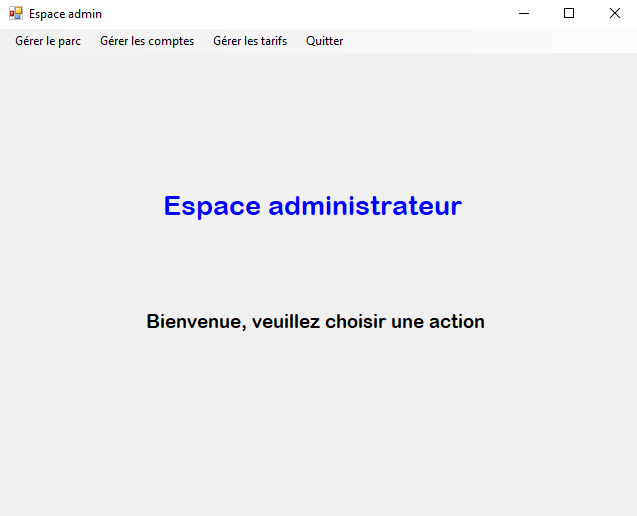 Espace admin
Gérer le parc Gérer les comptes Gérer les tarifs Quitter
Espace administrateur
Bienvenue, veuillez choisir une action